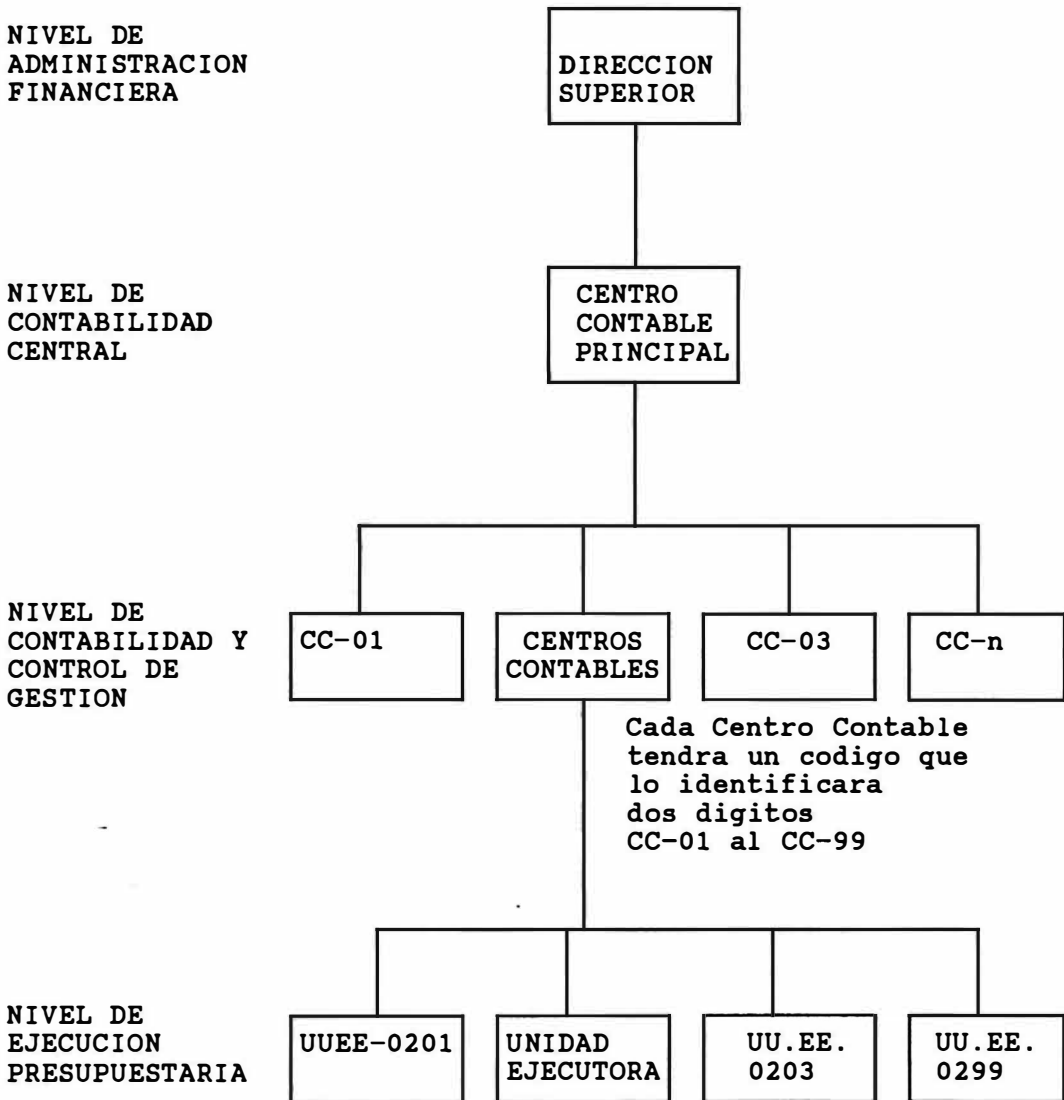 NIVEL DE
ADMINISTRACION
FINANCIERA
DIRECCION
SUPERIOR
NIVEL DE
CONTABILIDAD
CENTRAL
CENTRO
CONTABLE
PRINCIPAL
NIVEL DE
CONTABILIDAD Y
CONTROL DE
GESTION
CC-01
CENTROS
CONTABLES
CC-03
CC-n
Cada Centro Contable
tendra un codigo que
lo identificara
dos digitos
CC-01 al CC-99
NIVEL DE
EJECUCION
PRESUPUESTARIA
UUEE-0201
UNIDAD
EJECUTORA
UU.EE.
0203
UU.EE.
0299